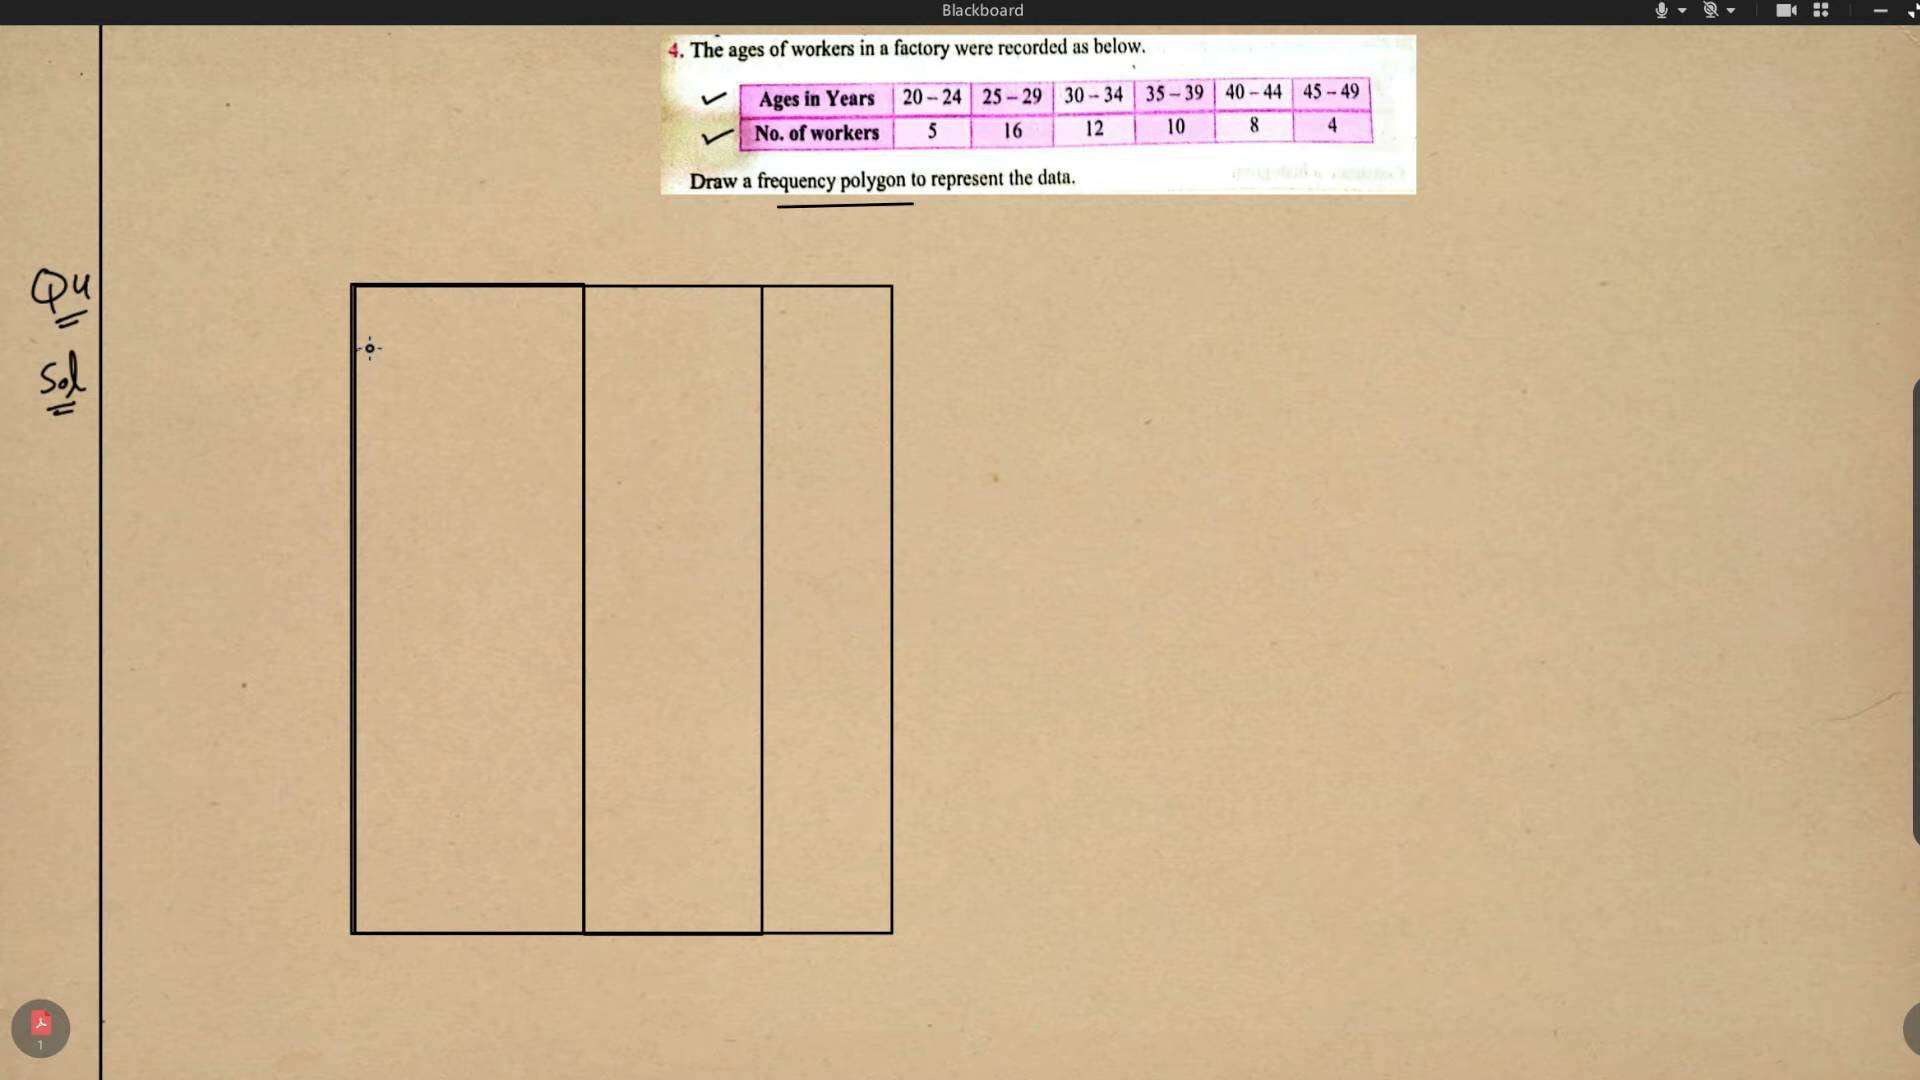 Blackboard
4. The ages of workers in a factory were recorded as below.
Ages in Years 20 – 24 25 – 29 30 – 34 35 – 39 40 – 44 45 – 49
No. of workers 5 16 12 10 8 4
Draw a frequency polygon to represent the data.
Q4
Sol
1